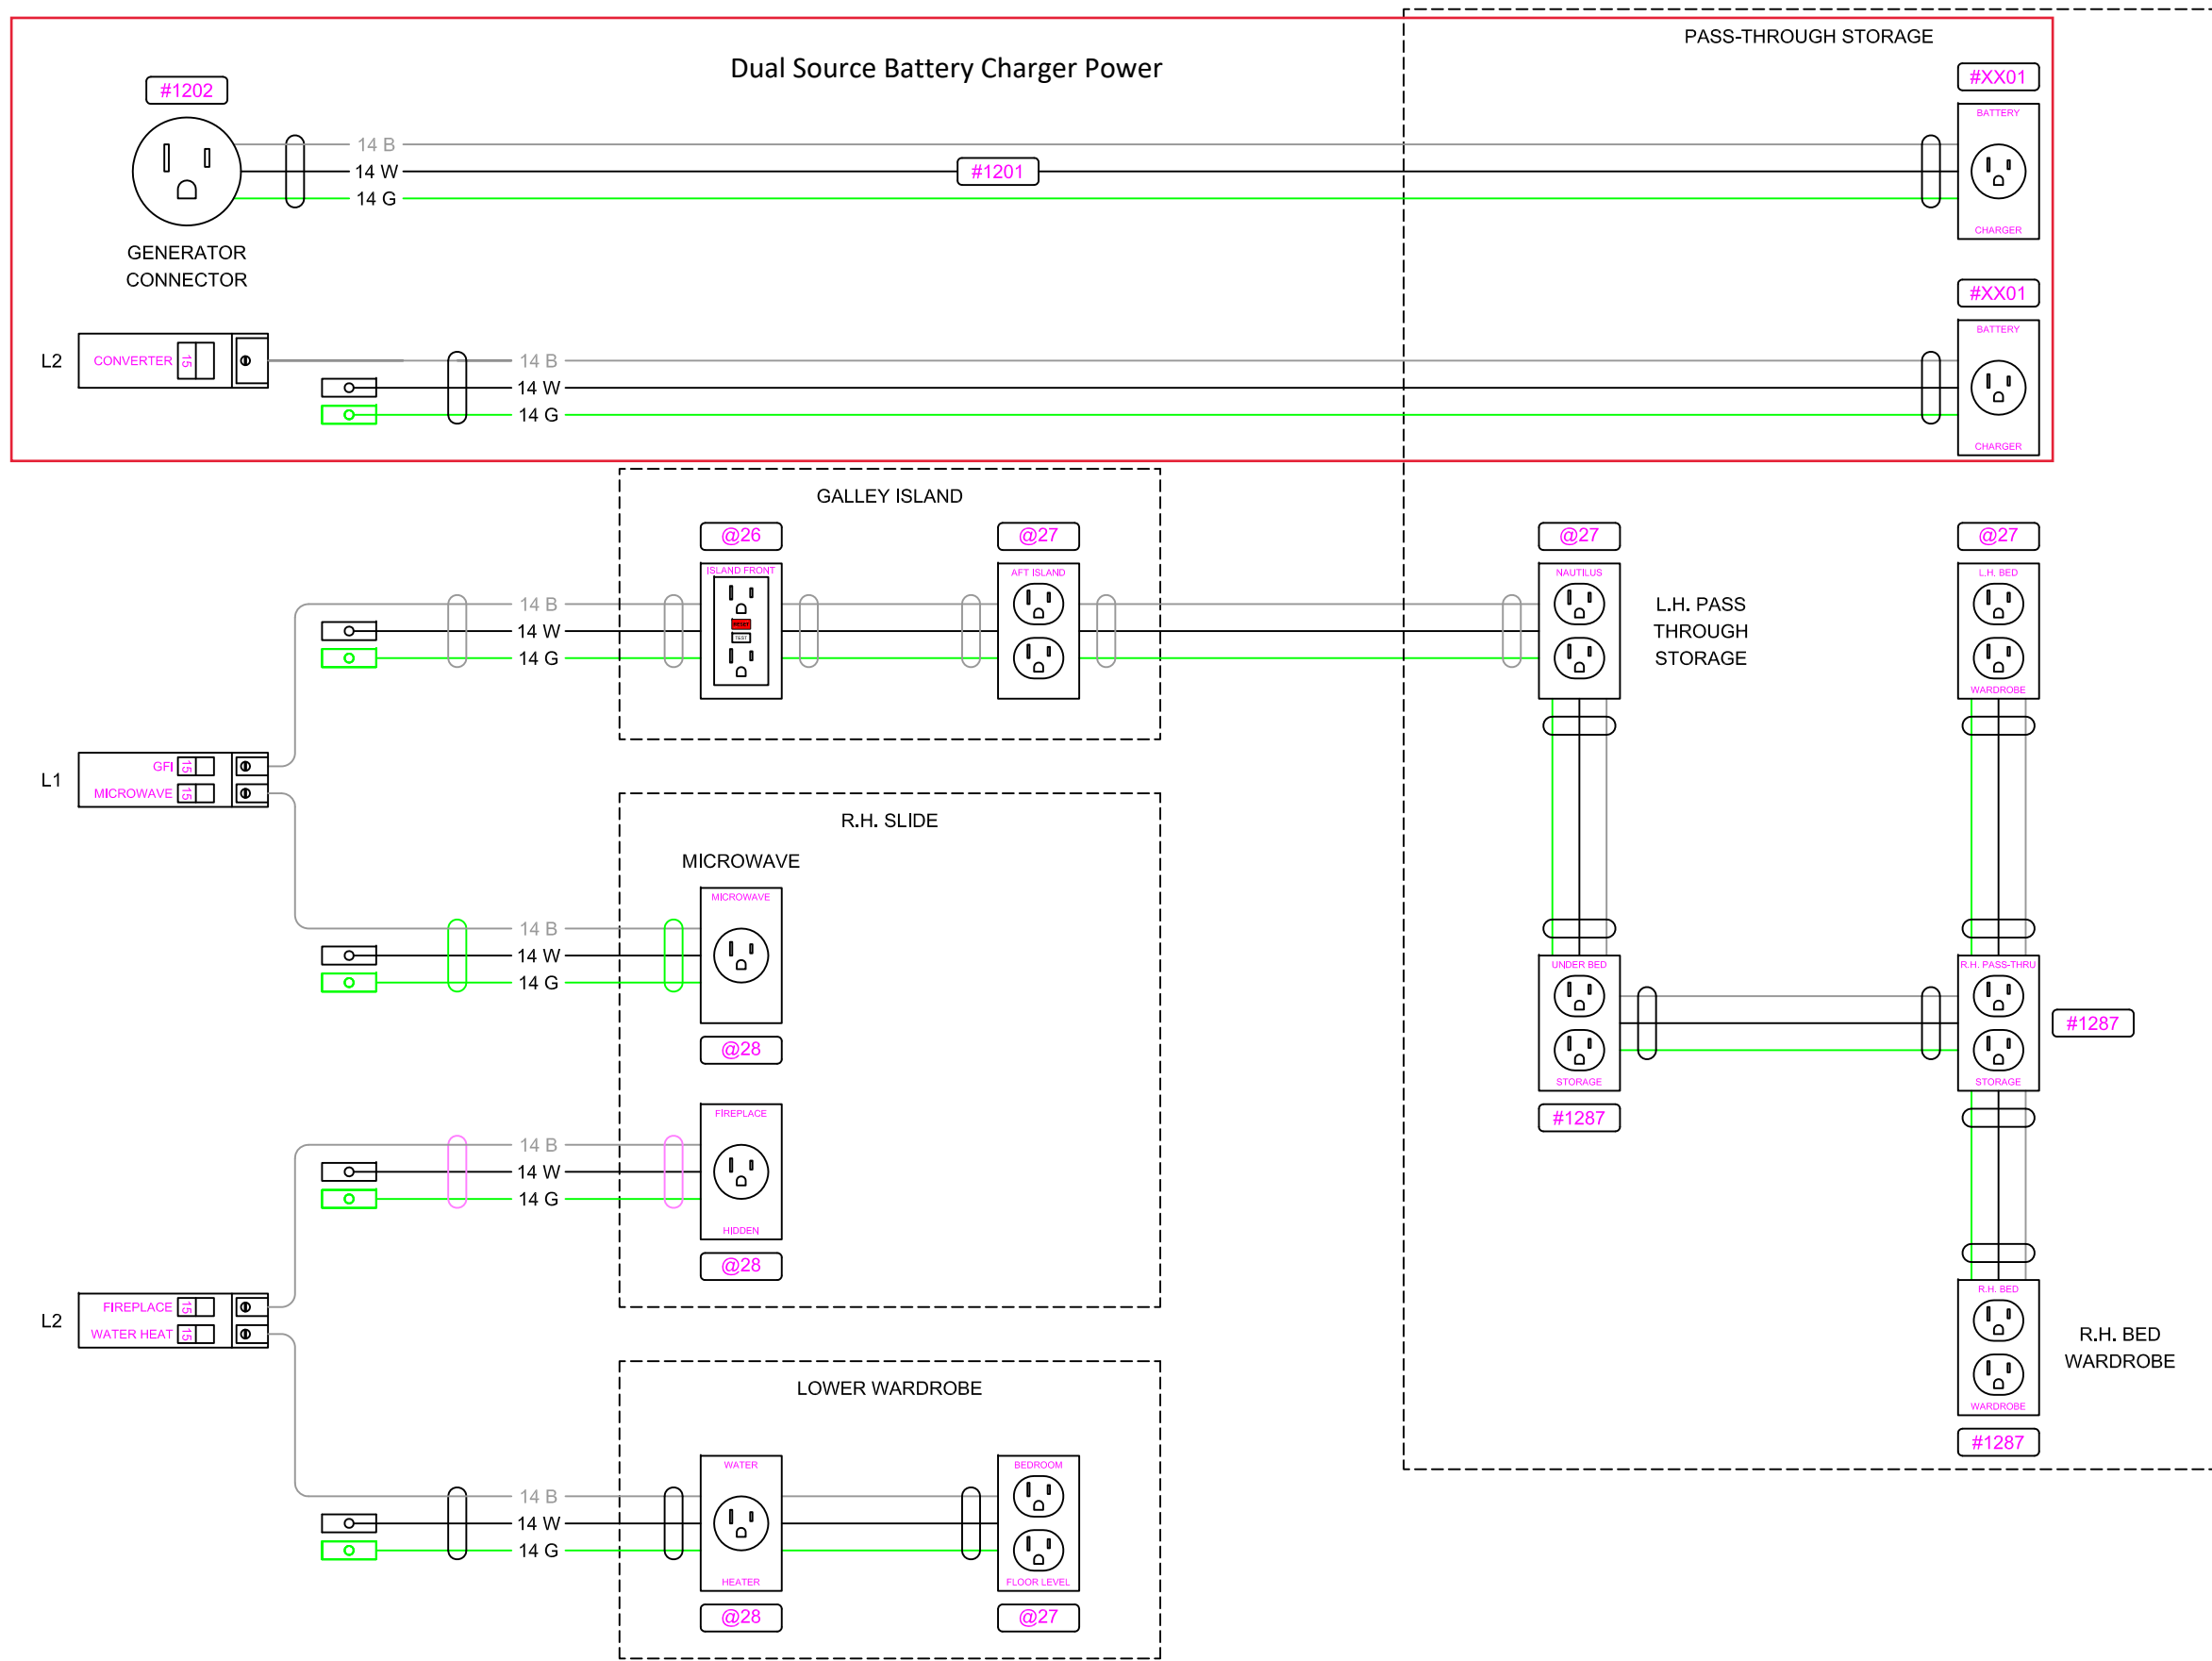 PASS-THROUGH STORAGE
Dual Source Battery Charger Power
#1202
#XX01
BATTERY
14 B
14 W
#1201
14 G
CHARGER
GENERATOR
CONNECTOR
#XX01
BATTERY
L2
CONVERTER
15
14 B
14 W
14 G
CHARGER
GALLEY ISLAND
@26
@27
@27
@27
ISLAND FRONT
AFT ISLAND
NAUTILUS
L.H. BED
14 B
14 W
14 G
RESET
TEST
L.H. PASS
THROUGH
STORAGE
WARDROBE
L1
GFI
15
MICROWAVE
15
R.H. SLIDE
MICROWAVE
MICROWAVE
14 B
14 W
14 G
@28
UNDER BED
R.H. PASS-THRU
#1287
STORAGE
STORAGE
#1287
FIREPLACE
14 B
14 W
14 G
HIDDEN
@28
L2
FIREPLACE
15
WATER HEAT
15
R.H. BED
R.H. BED
WARDROBE
WARDROBE
#1287
LOWER WARDROBE
WATER
BEDROOM
14 B
14 W
14 G
HEATER
FLOOR LEVEL
@28
@27